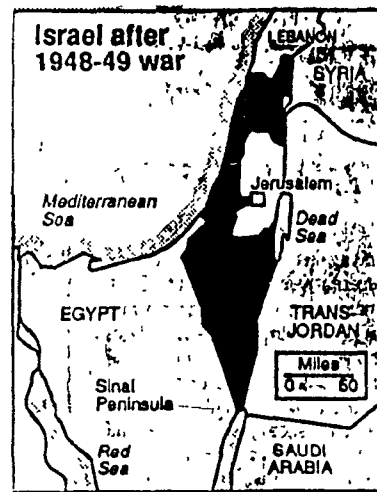 Israel after
1948-49 war
LEBANON
SYRIA
Jerusalem
Mediterranean
Sea
Dead
Sea
EGYPT
TRANS-
JORDAN
Miles
0
50
Sinai
Peninsula
Red
Sea
SAUDI
ARABIA